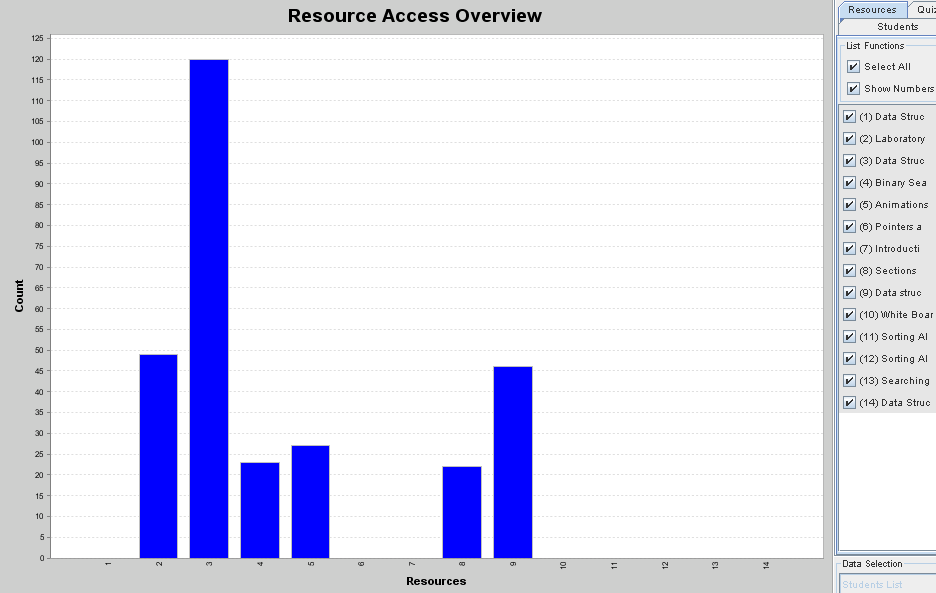 Resource Access Overview
125
120
115
110
105
100
95
90
85
80
75
70
65
60
55
50
45
40
35
30
25
20
15
10
5
0
Count
1 2 3 4 5 6 7 8 9 10 11 12 13 14
Resources
Resources Quiz
Students
List Functions
Select All
Show Numbers
(1) Data Struc
(2) Laboratory
(3) Data Struc
(4) Binary Sea
(5) Animations
(6) Pointers a
(7) Introducti
(8) Sections
(9) Data struc
(10) White Boar
(11) Sorting Al
(12) Sorting Al
(13) Searching
(14) Data Struc
Data Selection
Students List